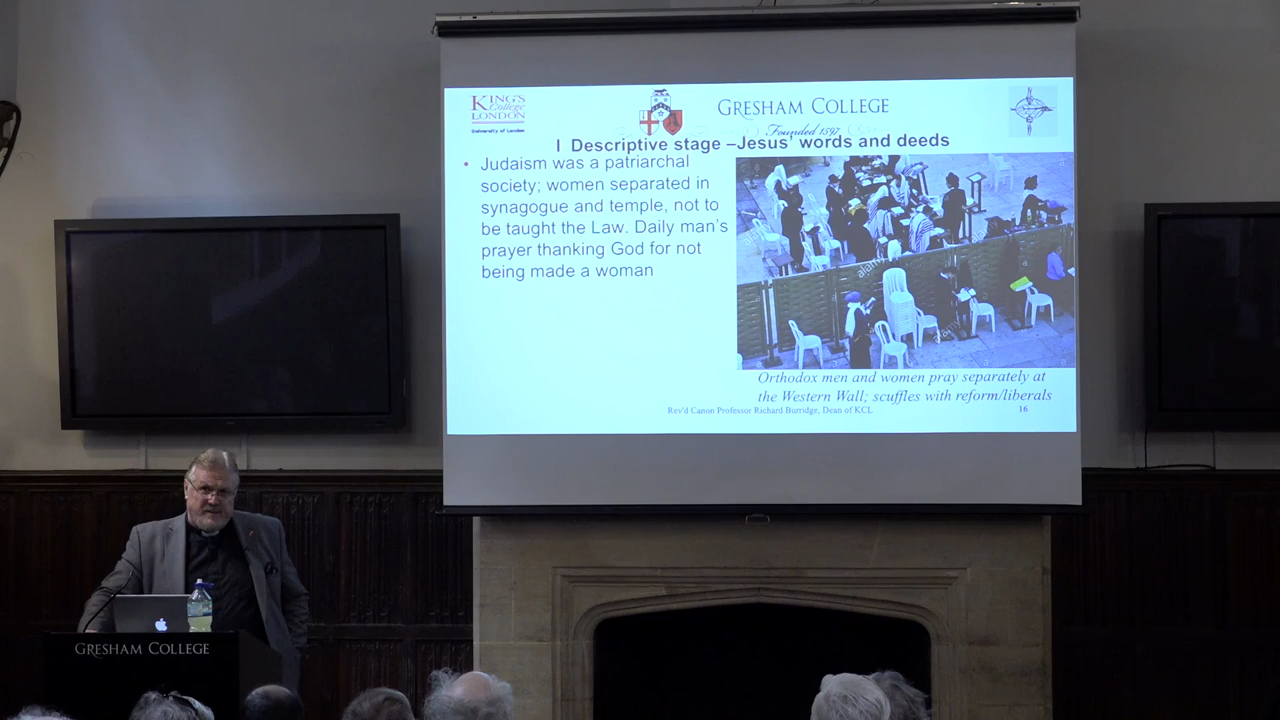 KING'S
College
LONDON
University of London
GRESHAM COLLEGE
Founded 1597
I Descriptive stage –Jesus' words and deeds
• Judaism was a patriarchal
society; women separated in
synagogue and temple, not to
be taught the Law. Daily man's
prayer thanking God for not
being made a woman
alamy
Orthodox men and women pray separately at
the Western Wall; scuffles with reform/liberals
Rev'd Canon Professor Richard Burridge, Dean of KCL
16
GRESHAM COLLEGE